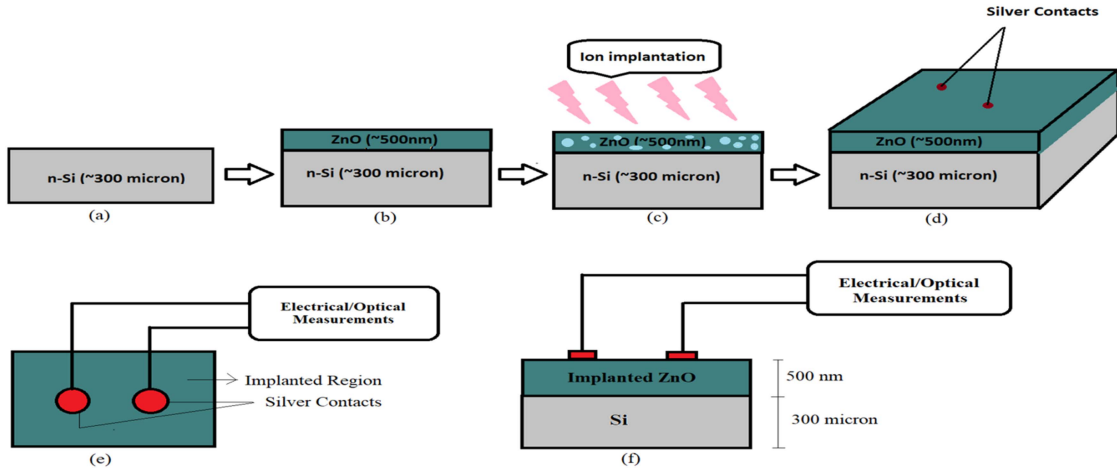 Silver Contacts
Ion implantation
ZnO (~500nm)
n-Si (~300 micron)
(a)
n-Si (~300 micron)
(b)
ZnO (~500nm)
n-Si (~300 micron)
(c)
ZnO (~500nm)
n-Si (~300 micron)
(d)
Electrical/Optical
Measurements
Implanted Region
Silver Contacts
(e)
Electrical/Optical
Measurements
Implanted ZnO
500 nm
Si
300 micron
(f)